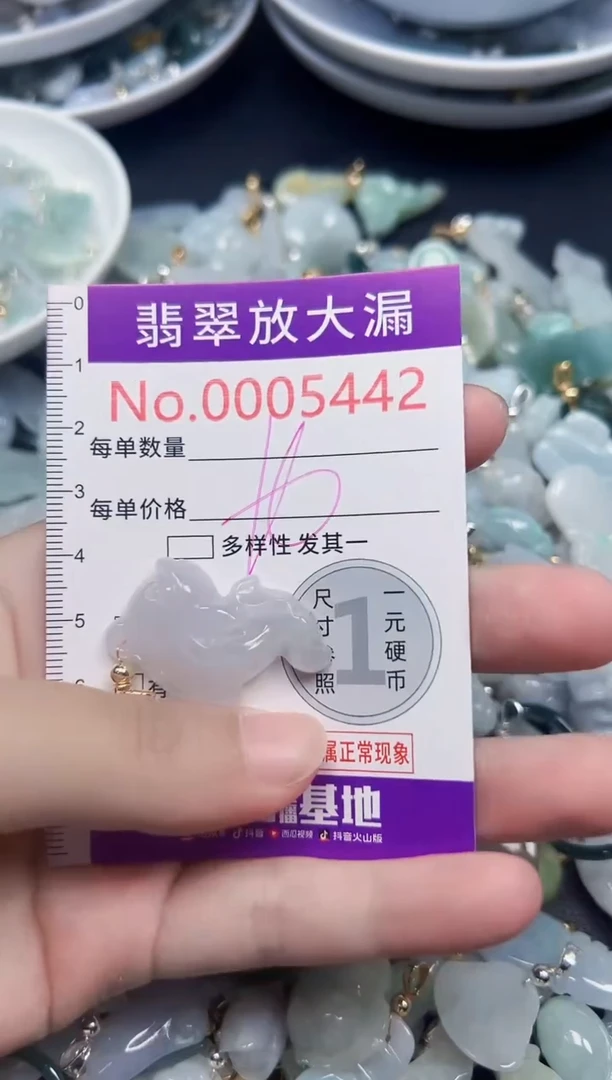 翡翠放大漏
No.0005442
每单数量
每单价格
多样性发其一
尺寸 照
一元硬币
1
有
属正常现象
播基地
抖音 西瓜视频 抖音火山版
0
1
2
3
4
5
6